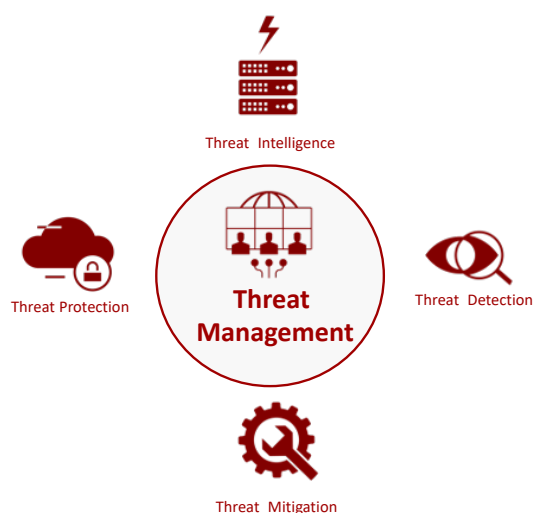 Threat Intelligence
Threat Protection
Threat
Management
Threat Detection
Threat Mitigation